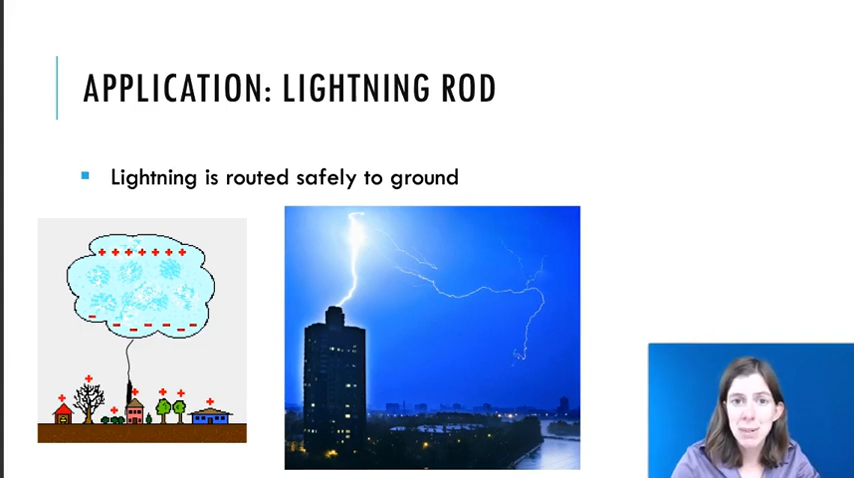 APPLICATION: LIGHTNING ROD
Lightning is routed safely to ground